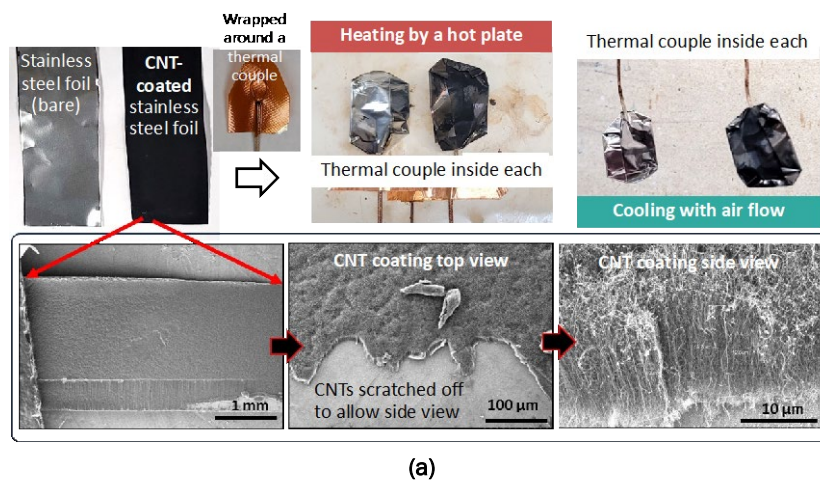 Stainless
steel foil
(bare)
CNT-
coated
stainless
steel foil
Wrapped
around a
thermal
couple
Heating by a hot plate
Thermal couple inside each
Thermal couple inside each
Cooling with air flow
1 mm
CNT coating top view
CNTs scratched off
to allow side view
100 μm
CNT coating side view
10 μm
(a)